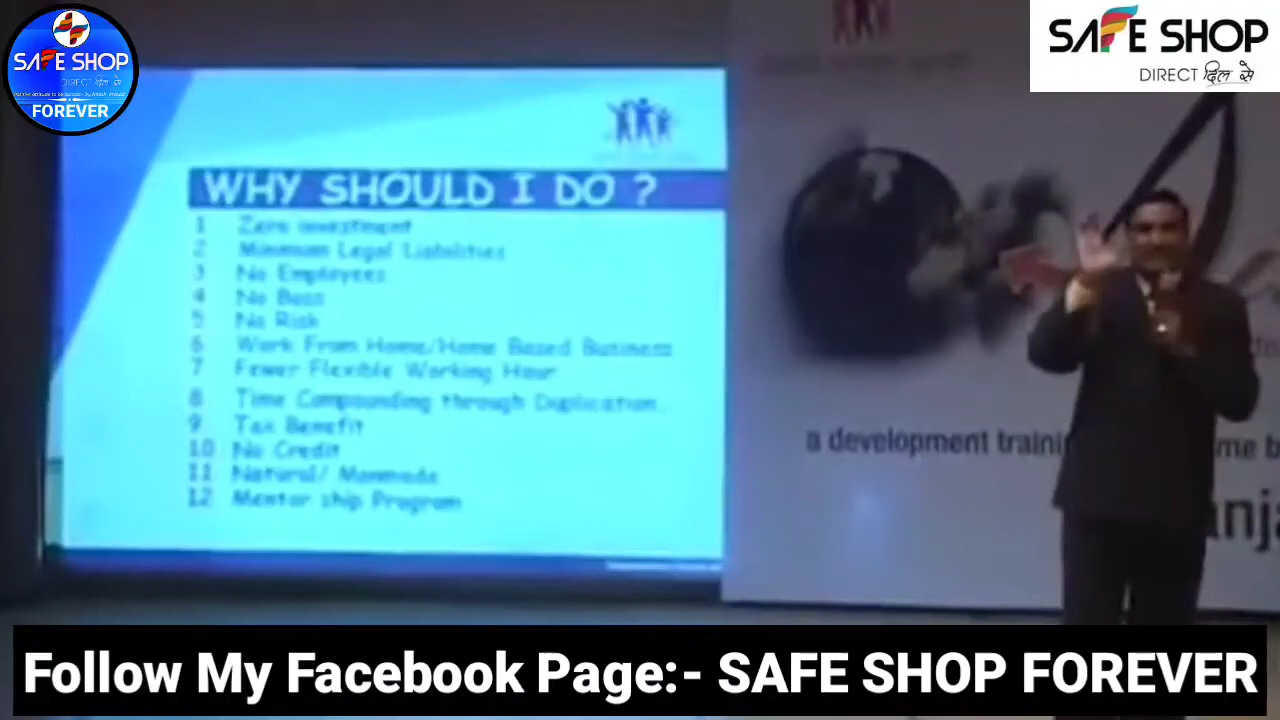 SAFE SHOP
DIRECT दिल से
FOREVER
SAFE SHOP
DIRECT दिल से
WHY SHOULD I DO ?
1 Zero investment
2 Minimum Legal Liabilities
3 No Employees
4 No Boss
5 No Risk
6 Work From Home/Home Based Business
7 Fewer Flexible Working Hour
8 Time Compounding through Duplication
9 Tax Benefit
10 No Credit
11 Natural/ Manmade
12 Mentor ship Program
a development
Follow My Facebook Page:- SAFE SHOP FOREVER